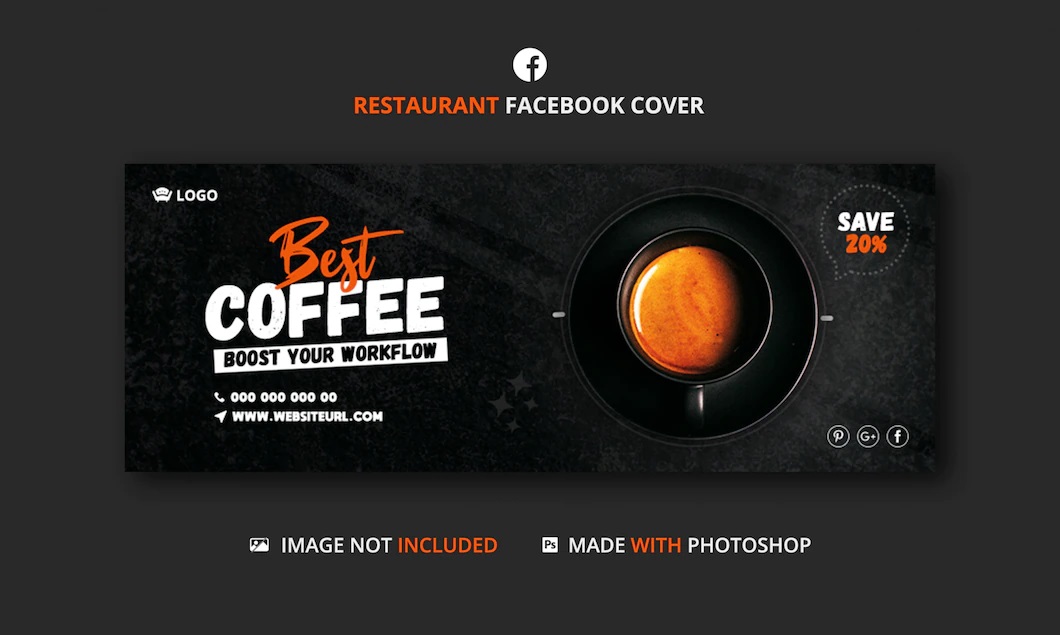 RESTAURANT FACEBOOK COVER
LOGO
Best
COFFEE
BOOST YOUR WORKFLOW
000 000 000 00
WWW.WEBSITEURL.COM
SAVE
20%
G+
IMAGE NOT INCLUDED
Ps MADE WITH PHOTOSHOP